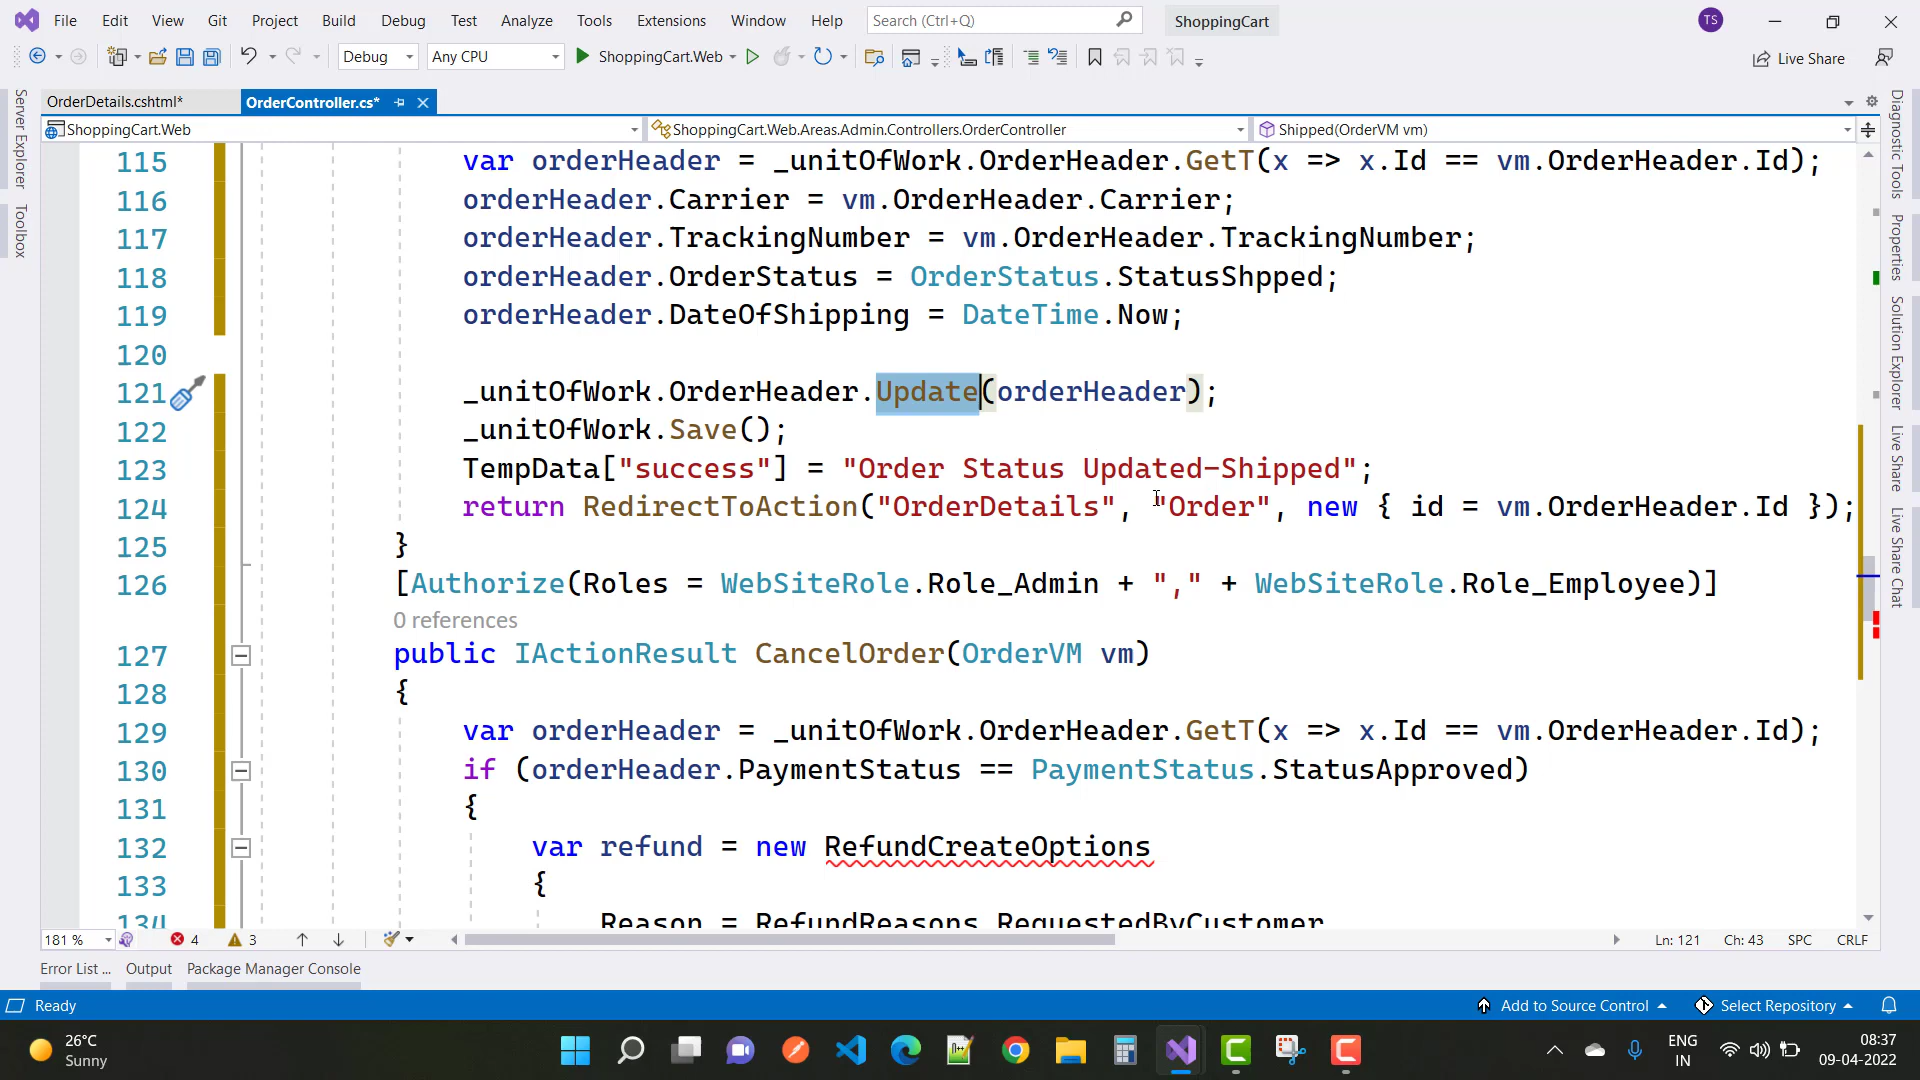 File Edit View Git Project Build Debug Test Analyze Tools Extensions Window Help Search (Ctrl+Q) ShoppingCart TS
Debug Any CPU ShoppingCart.Web Live Share
OrderDetails.cshtml* OrderController.cs*
ShoppingCart.Web ShoppingCart.Web.Areas.Admin.Controllers.OrderController Shipped(OrderVM vm)
Server Explorer
Toolbox
115 var orderHeader = _unitOfWork.OrderHeader.GetT(x => x.Id == vm.OrderHeader.Id);
116 orderHeader.Carrier = vm.OrderHeader.Carrier;
117 orderHeader.TrackingNumber = vm.OrderHeader.TrackingNumber;
118 orderHeader.OrderStatus = OrderStatus.StatusShpped;
119 orderHeader.DateOfShipping = DateTime.Now;
120
121 _unitOfWork.OrderHeader.Update(orderHeader);
122 _unitOfWork.Save();
123 TempData["success"] = "Order Status Updated-Shipped";
124 return RedirectToAction("OrderDetails", "Order", new { id = vm.OrderHeader.Id });
125 }
126 [Authorize(Roles = WebSiteRole.Role_Admin + "," + WebSiteRole.Role_Employee)]
0 references
127 public IActionResult CancelOrder(OrderVM vm)
128 {
129 var orderHeader = _unitOfWork.OrderHeader.GetT(x => x.Id == vm.OrderHeader.Id);
130 if (orderHeader.PaymentStatus == PaymentStatus.StatusApproved)
131 {
132 var refund = new RefundCreateOptions
133 {
134 Reason = RefundReasons.RequestedByCustomer
Diagnostic Tools
Properties
Solution Explorer
Live Share
Live Share Chat
181 % 4 3 Ln: 121 Ch: 43 SPC CRLF
Error List ... Output Package Manager Console
Ready Add to Source Control Select Repository
26°C
Sunny
ENG
IN
08:37
09-04-2022